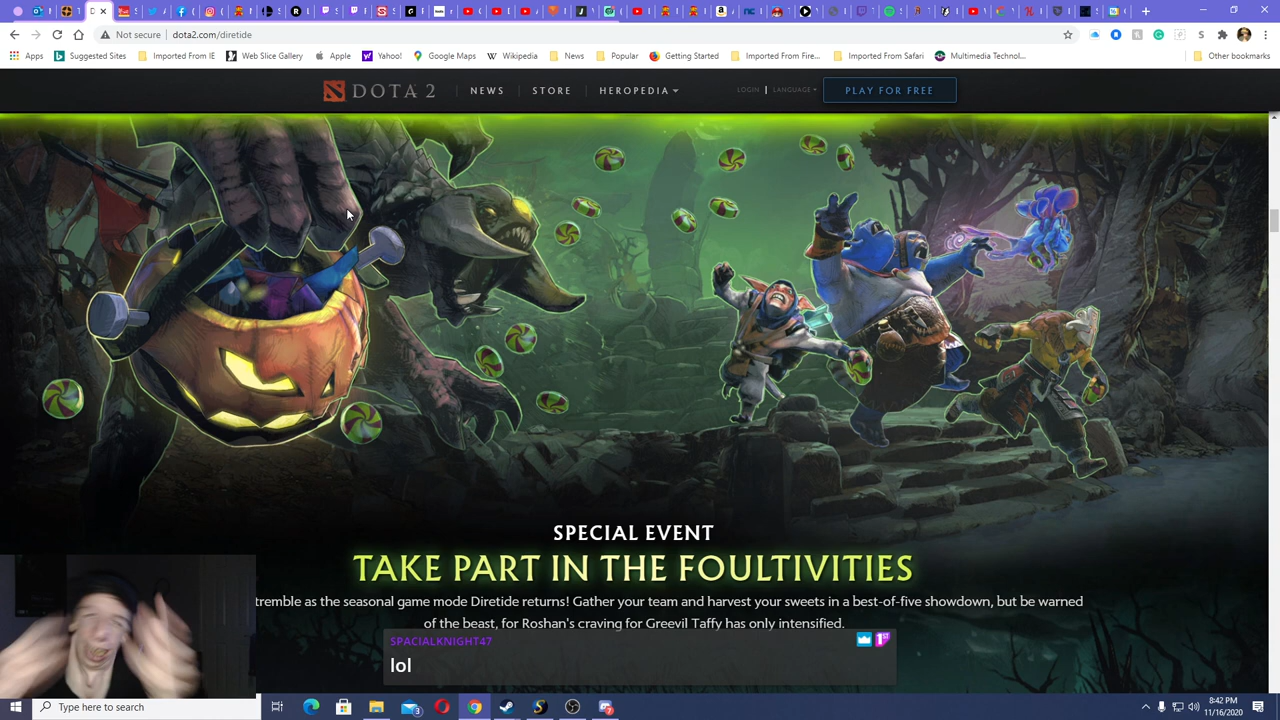 Not secure | dota2.com/diretide
Apps Suggested Sites Imported From IE Web Slice Gallery Apple Yahoo! Google Maps Wikipedia News Popular Getting Started Imported From Fire... Imported From Safari Multimedia Technol... Other bookmarks
DOTA 2 NEWS STORE HEROPEDIA LOGIN | LANGUAGE PLAY FOR FREE
SPECIAL EVENT
TAKE PART IN THE FOULTIVITIES
tremble as the seasonal game mode Diretide returns! Gather your team and harvest your sweets in a best-of-five showdown, but be warned
of the beast, for Roshan's craving for Greevil Taffy has only intensified.
SPACIALKNIGHT47
lol
Type here to search
8:42 PM
11/16/2020